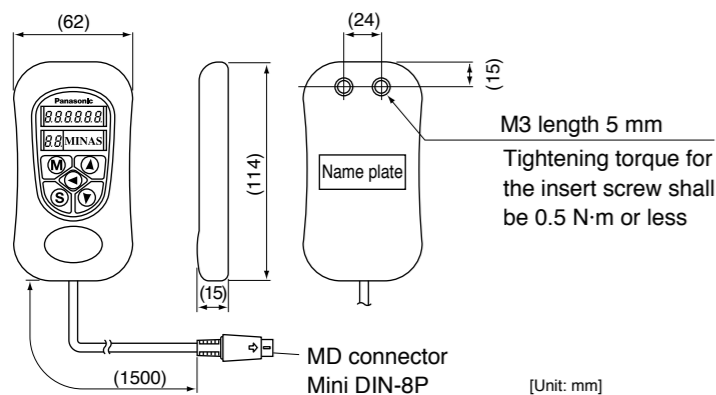 (62)
(24)
(15)
Panasonic
8.8.8.8.8.8.
8.8 MINAS
M
S
(114)
Name plate
M3 length 5 mm
Tightening torque for
the insert screw shall
be 0.5 N·m or less
(15)
(1500)
MD connector
Mini DIN-8P
[Unit: mm]